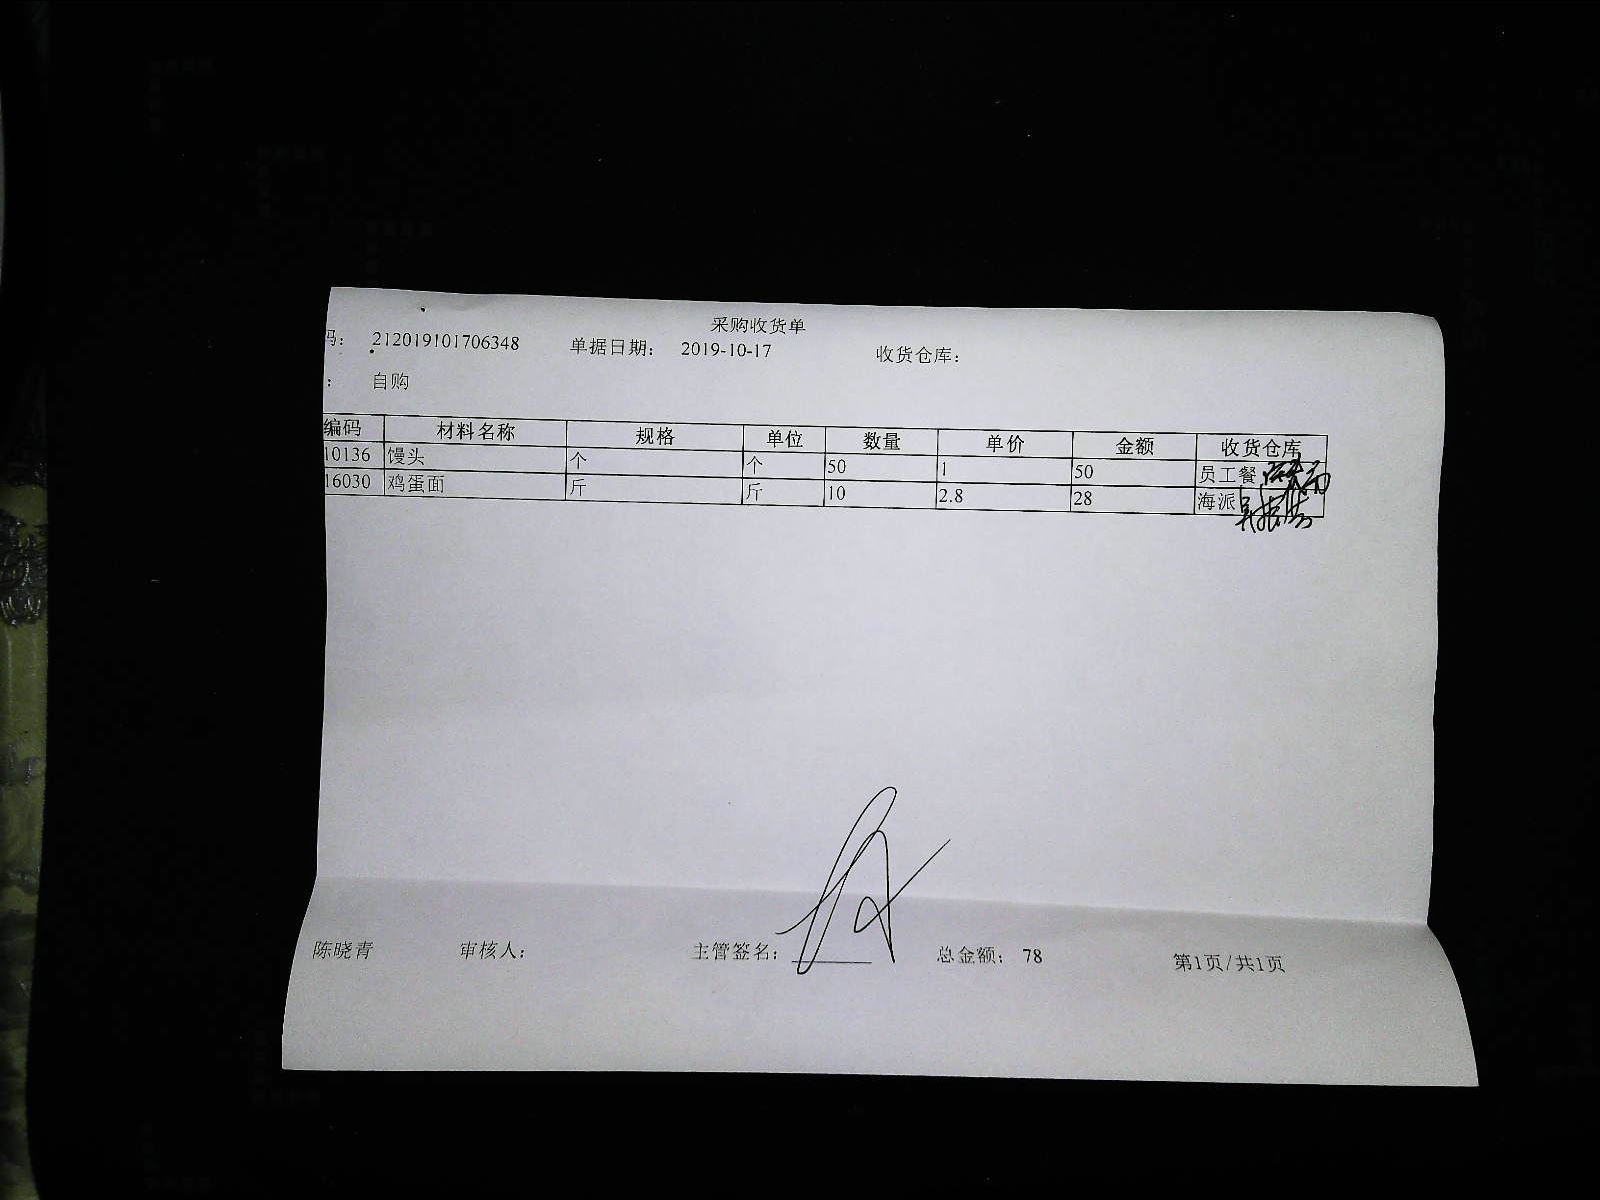 采购收货单
码: 212019101706348 单据日期: 2019-10-17 收货仓库:
: 自购
编码 材料名称 规格 单位 数量 单价 金额 收货仓库
10136 馒头 个 个 50 1 50 员工餐
16030 鸡蛋面 斤 斤 10 2.8 28 海派
陈晓青 审核人: 主管签名: 总金额: 78 第1页/共1页